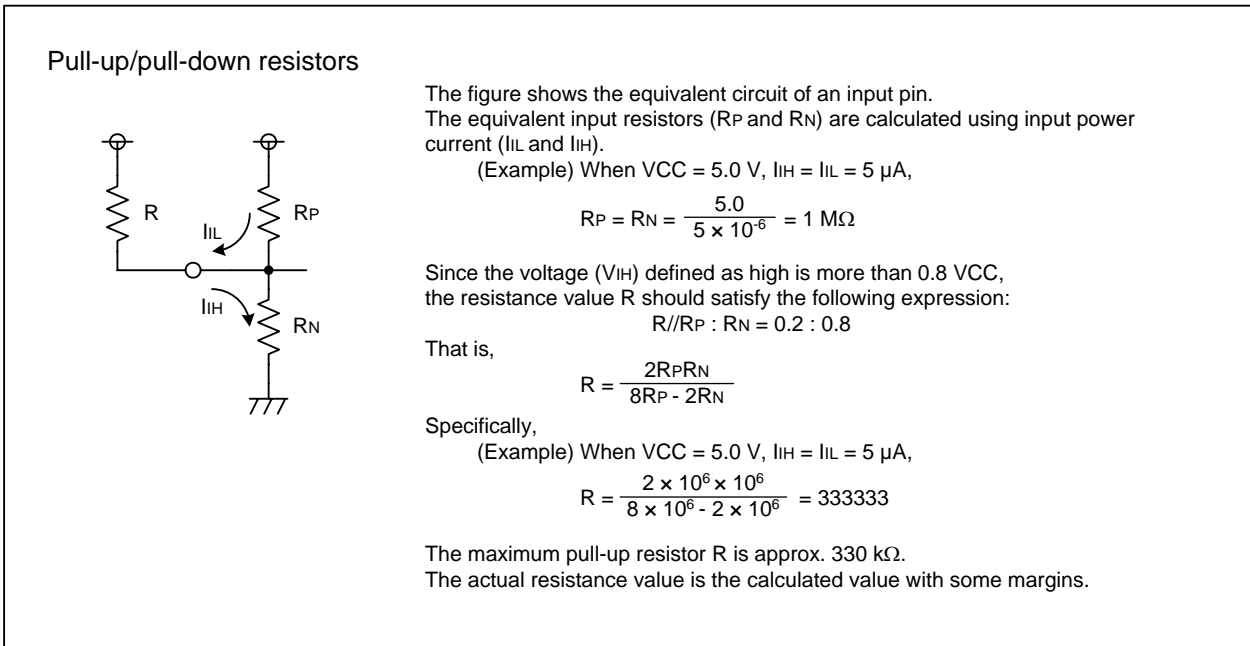 Pull-up/pull-down resistors
The figure shows the equivalent circuit of an input pin.
The equivalent input resistors (RP and RN) are calculated using input power
current (IIL and IIH).
(Example) When VCC = 5.0 V, IIH = IIL = 5 µA,
RP = RN = 5.0 / 5 × 10⁻⁶ = 1 MΩ
Since the voltage (VIH) defined as high is more than 0.8 VCC,
the resistance value R should satisfy the following expression:
R//RP : RN = 0.2 : 0.8
That is,
R = 2RPRN / 8RP - 2RN
Specifically,
(Example) When VCC = 5.0 V, IIH = IIL = 5 µA,
R = 2 × 10⁶ × 10⁶ / 8 × 10⁶ - 2 × 10⁶ = 333333
The maximum pull-up resistor R is approx. 330 kΩ.
The actual resistance value is the calculated value with some margins.
R
RP
IIL
IIH
RN